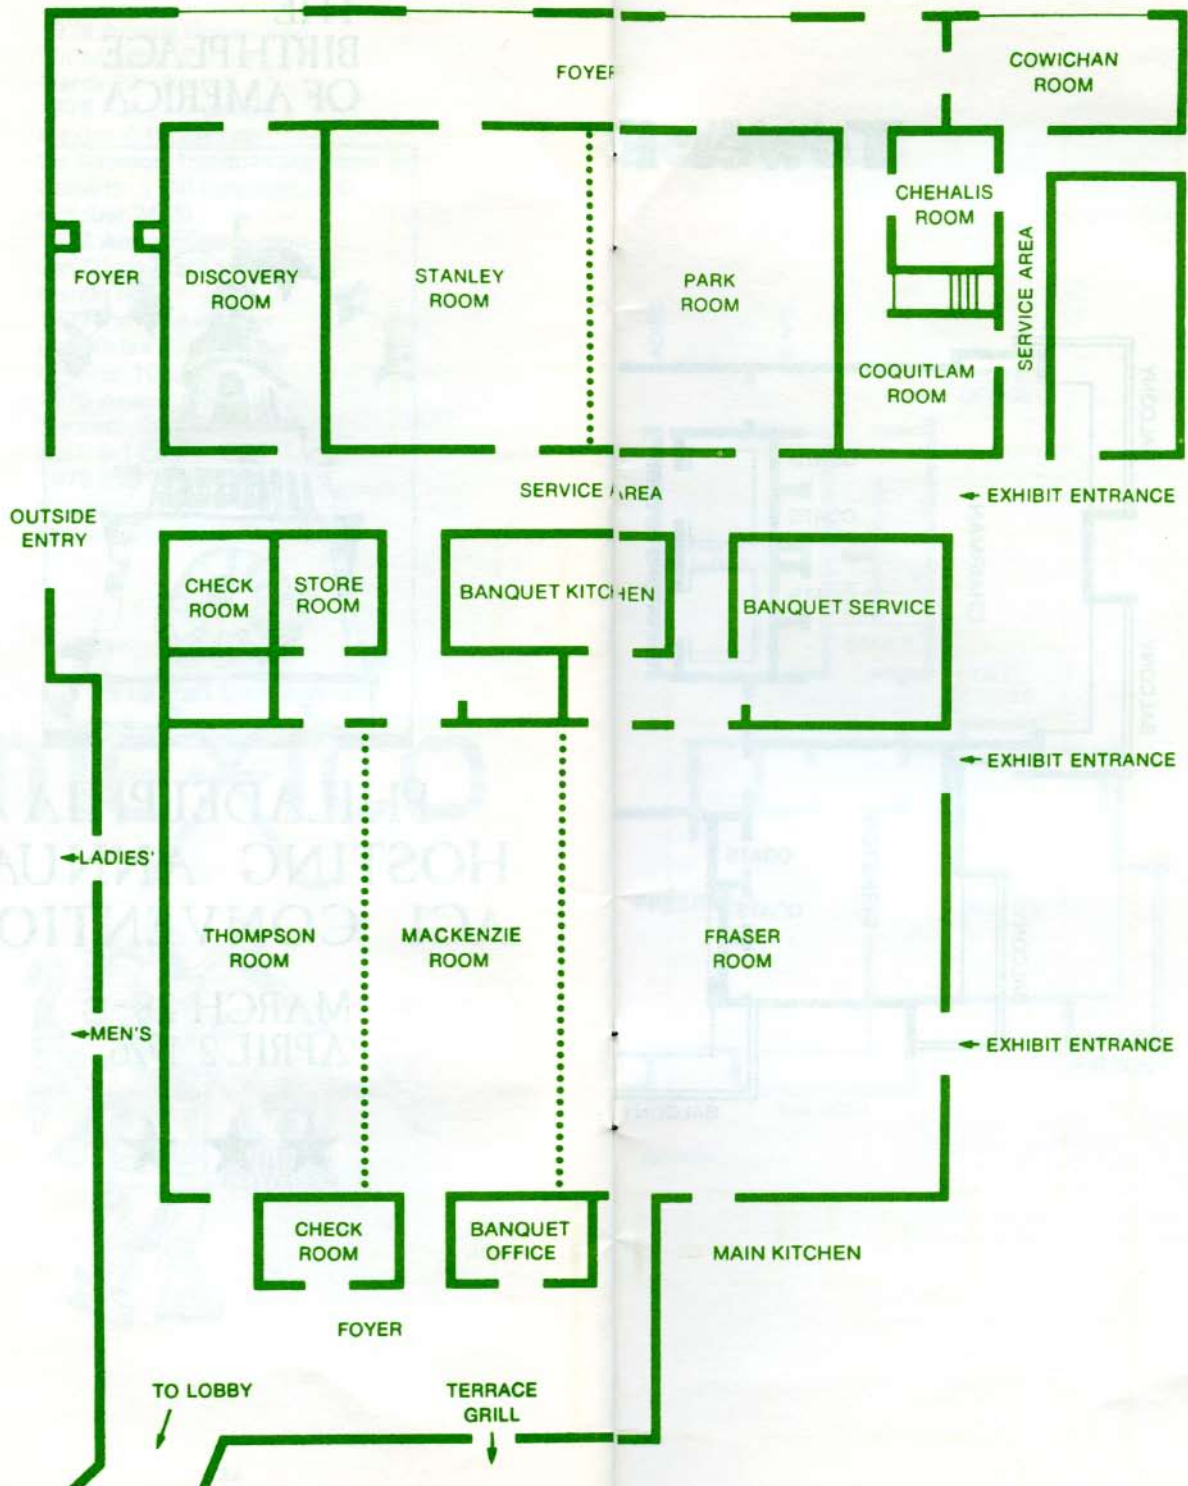 FOYER
COWICHAN
ROOM
CHEHALIS
ROOM
FOYER
DISCOVERY
ROOM
STANLEY
ROOM
PARK
ROOM
SERVICE AREA
COQUITLAM
ROOM
SERVICE AREA
← EXHIBIT ENTRANCE
OUTSIDE
ENTRY
CHECK
ROOM
STORE
ROOM
BANQUET KITCHEN
BANQUET SERVICE
← EXHIBIT ENTRANCE
←LADIES'
THOMPSON
ROOM
MACKENZIE
ROOM
FRASER
ROOM
←MEN'S
← EXHIBIT ENTRANCE
CHECK
ROOM
BANQUET
OFFICE
MAIN KITCHEN
FOYER
TO LOBBY
TERRACE
GRILL